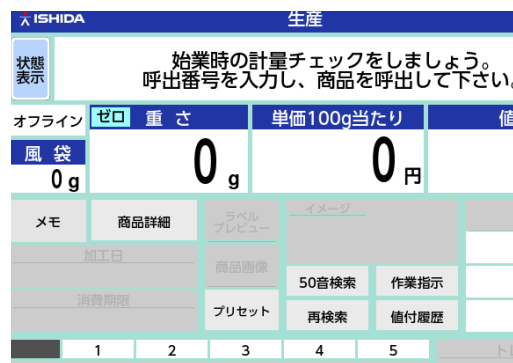 ISHIDA 生産
状態
表示
始業時の計量チェックをしましょう。
呼出番号を入力し、商品を呼出して下さい。
オフライン ゼロ 重さ 単価100g当たり 値
風袋
0 g 0 g 0 円
メモ 商品詳細 ラベル
プレビュー イメージ
加工日 商品画像
50音検索 作業指示
消費期限 プリセット 再検索 値付履歴
1 2 3 4 5 ト